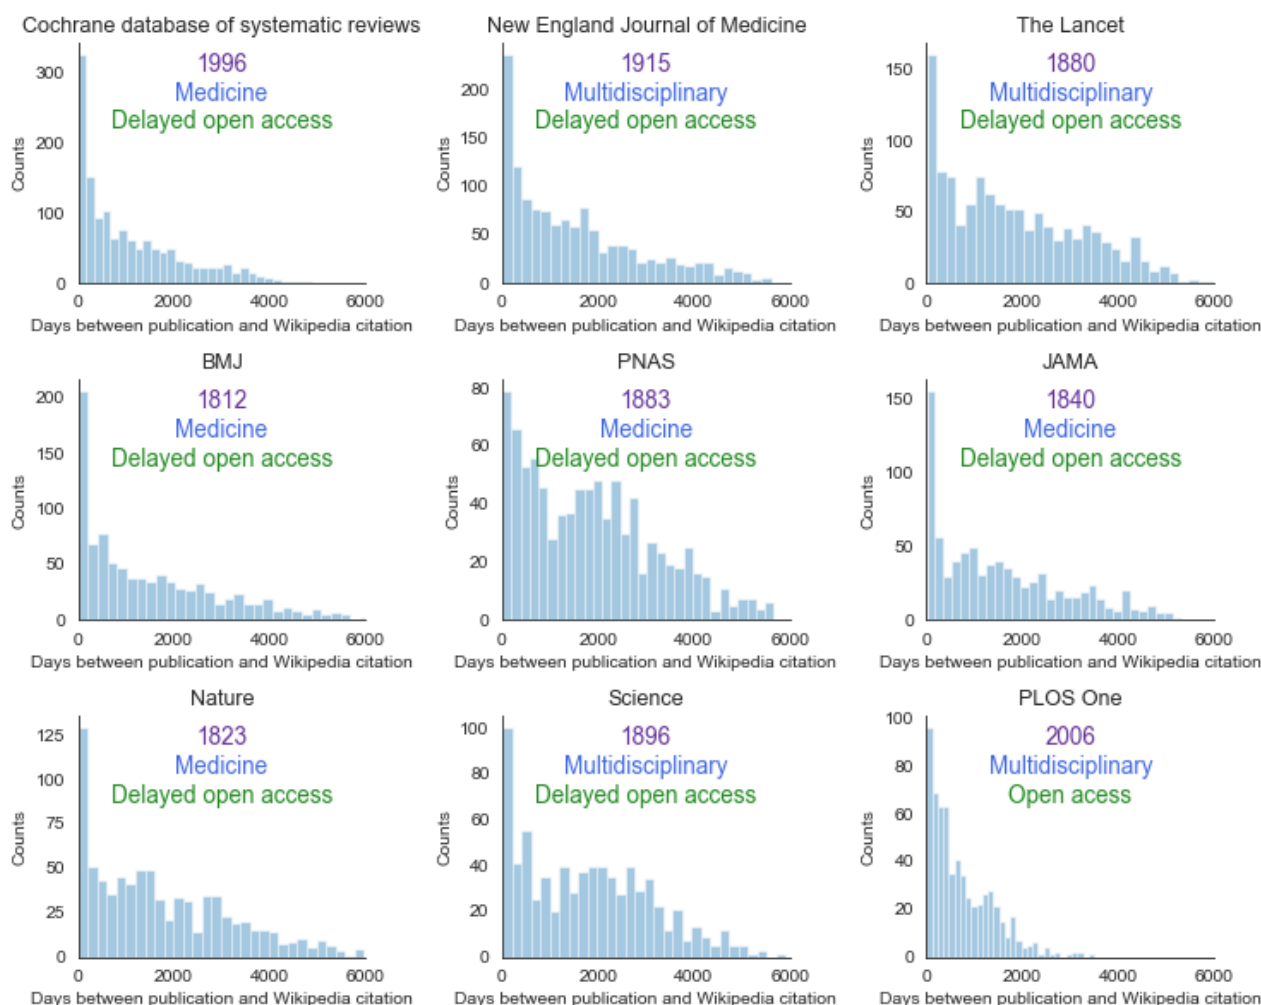 Cochrane database of systematic reviews
1996
Medicine
Delayed open access
Counts
300
200
100
0
0 2000 4000 6000
Days between publication and Wikipedia citation
New England Journal of Medicine
1915
Multidisciplinary
Delayed open access
Counts
200
150
100
50
0
0 2000 4000 6000
Days between publication and Wikipedia citation
The Lancet
1880
Multidisciplinary
Delayed open access
Counts
150
100
50
0
0 2000 4000 6000
Days between publication and Wikipedia citation
BMJ
1812
Medicine
Delayed open access
Counts
200
150
100
50
0
0 2000 4000 6000
Days between publication and Wikipedia citation
PNAS
1883
Medicine
Delayed open access
Counts
80
60
40
20
0
0 2000 4000 6000
Days between publication and Wikipedia citation
JAMA
1840
Medicine
Delayed open access
Counts
150
100
50
0
0 2000 4000 6000
Days between publication and Wikipedia citation
Nature
1823
Medicine
Delayed open access
Counts
125
100
75
50
25
0
0 2000 4000 6000
Days between publication and Wikipedia citation
Science
1896
Multidisciplinary
Delayed open access
Counts
100
80
60
40
20
0
0 2000 4000 6000
Days between publication and Wikipedia citation
PLOS One
2006
Multidisciplinary
Open acess
Counts
100
80
60
40
20
0
0 2000 4000 6000
Days between publication and Wikipedia citation